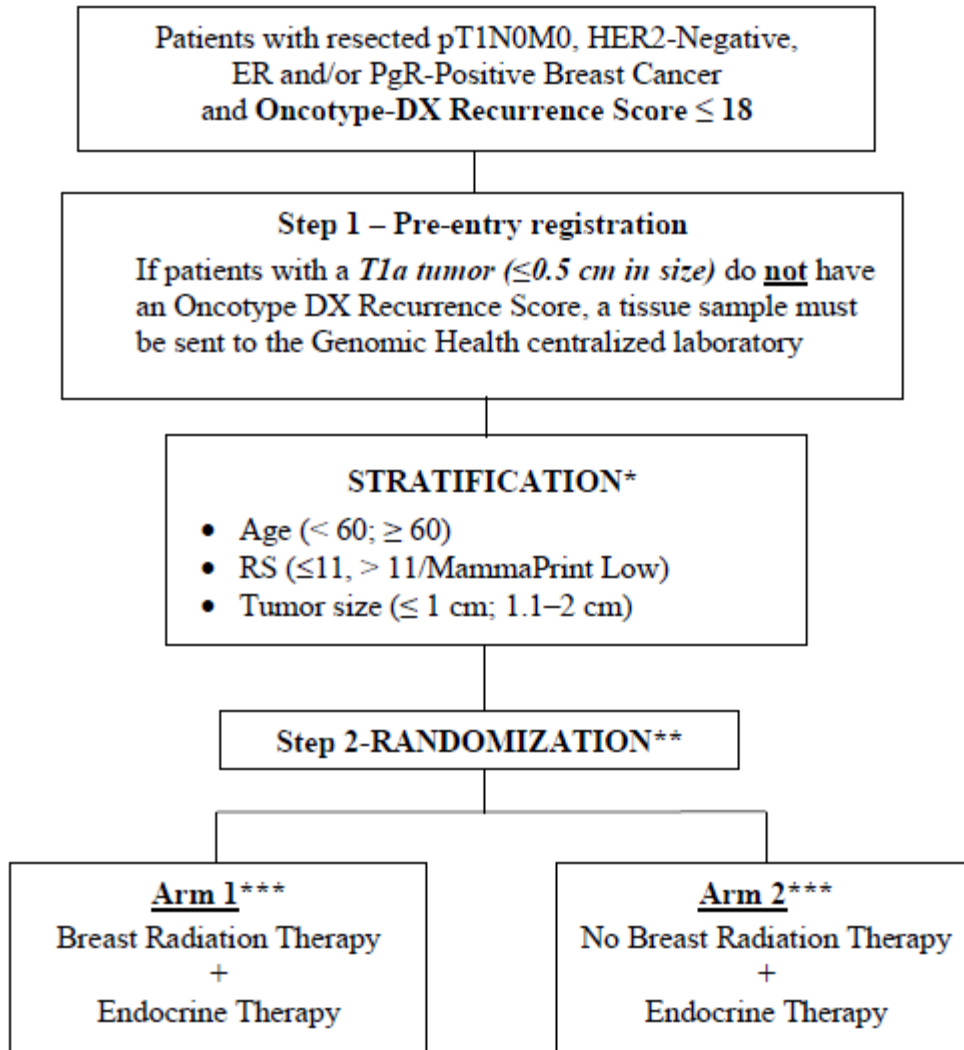 Patients with resected pT1N0M0, HER2-Negative,
ER and/or PgR-Positive Breast Cancer
and Oncotype-DX Recurrence Score ≤ 18
Step 1 – Pre-entry registration
If patients with a T1a tumor (≤0.5 cm in size) do not have
an Oncotype DX Recurrence Score, a tissue sample must
be sent to the Genomic Health centralized laboratory
STRATIFICATION*
• Age (< 60; ≥ 60)
• RS (≤11, > 11/MammaPrint Low)
• Tumor size (≤ 1 cm; 1.1–2 cm)
Step 2-RANDOMIZATION**
Arm 1***
Breast Radiation Therapy
+
Endocrine Therapy
Arm 2***
No Breast Radiation Therapy
+
Endocrine Therapy